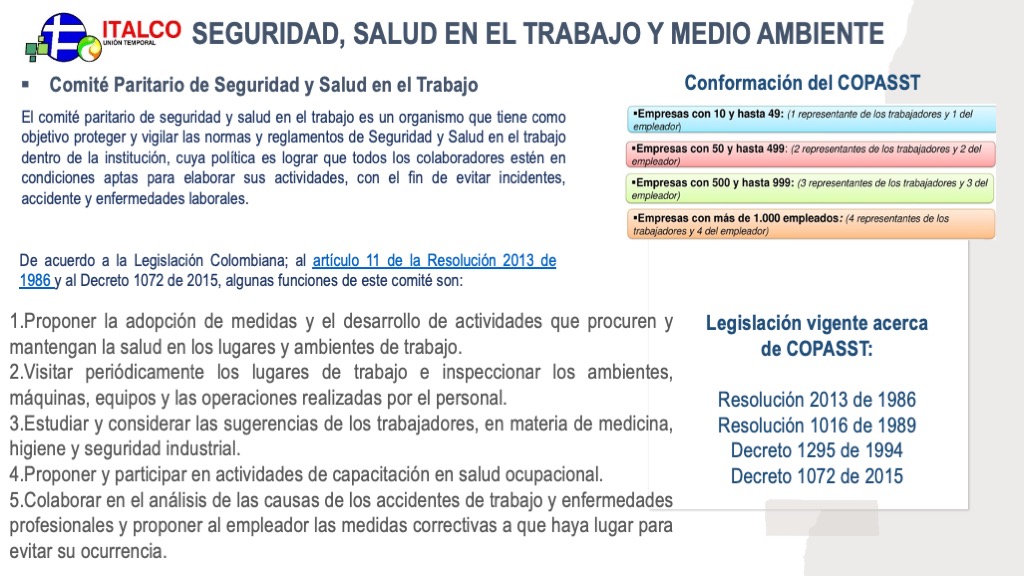 ITALCO
UNIÓN TEMPORAL
SEGURIDAD, SALUD EN EL TRABAJO Y MEDIO AMBIENTE
▪ Comité Paritario de Seguridad y Salud en el Trabajo
El comité paritario de seguridad y salud en el trabajo es un organismo que tiene como
objetivo proteger y vigilar las normas y reglamentos de Seguridad y Salud en el trabajo
dentro de la institución, cuya política es lograr que todos los colaboradores estén en
condiciones aptas para elaborar sus actividades, con el fin de evitar incidentes,
accidente y enfermedades laborales.
De acuerdo a la Legislación Colombiana; al artículo 11 de la Resolución 2013 de
1986 y al Decreto 1072 de 2015, algunas funciones de este comité son:
1.Proponer la adopción de medidas y el desarrollo de actividades que procuren y
mantengan la salud en los lugares y ambientes de trabajo.
2.Visitar periódicamente los lugares de trabajo e inspeccionar los ambientes,
máquinas, equipos y las operaciones realizadas por el personal.
3.Estudiar y considerar las sugerencias de los trabajadores, en materia de medicina,
higiene y seguridad industrial.
4.Proponer y participar en actividades de capacitación en salud ocupacional.
5.Colaborar en el análisis de las causas de los accidentes de trabajo y enfermedades
profesionales y proponer al empleador las medidas correctivas a que haya lugar para
evitar su ocurrencia.
Conformación del COPASST
▪Empresas con 10 y hasta 49: (1 representante de los trabajadores y 1 del
empleador)
▪Empresas con 50 y hasta 499: (2 representantes de los trabajadores y 2 del
empleador)
▪Empresas con 500 y hasta 999: (3 representantes de los trabajadores y 3 del
empleador)
▪Empresas con más de 1.000 empleados: (4 representantes de los
trabajadores y 4 del empleador)
Legislación vigente acerca
de COPASST:
Resolución 2013 de 1986
Resolución 1016 de 1989
Decreto 1295 de 1994
Decreto 1072 de 2015